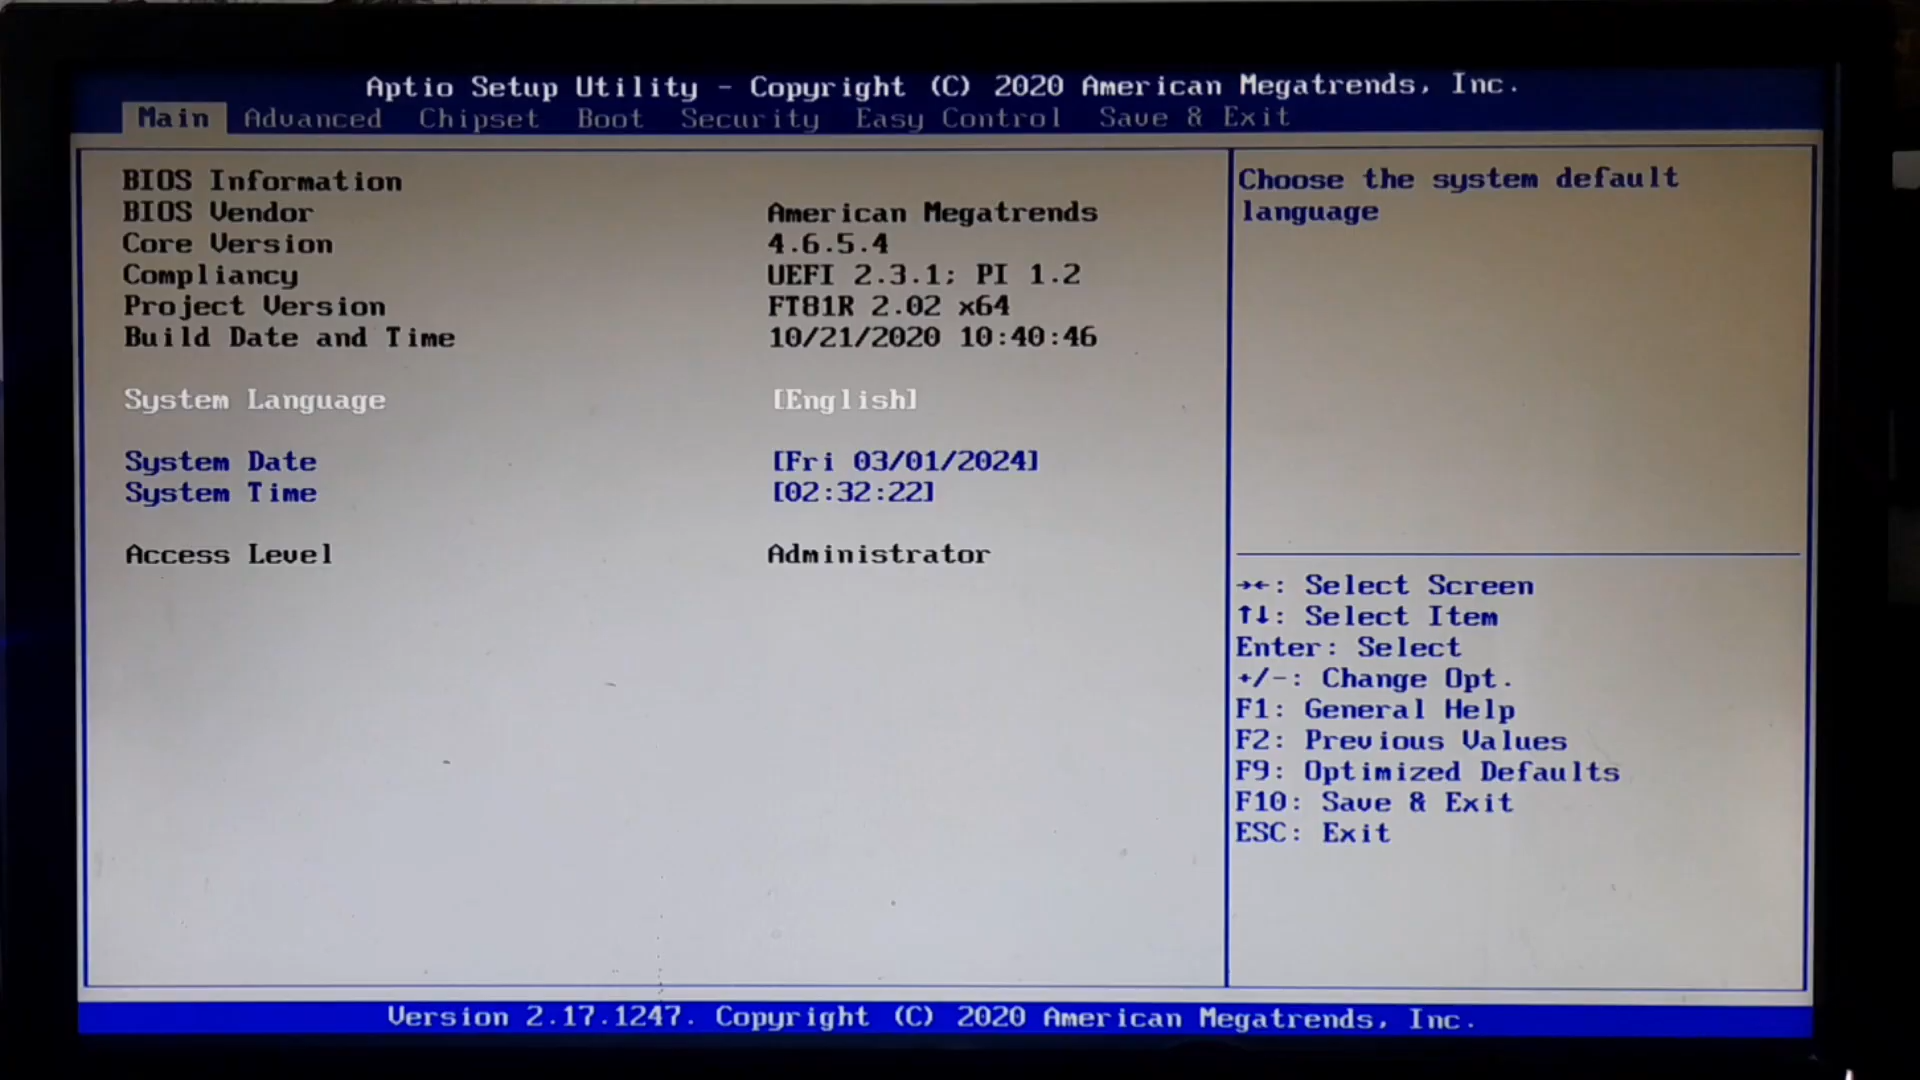 Aptio Setup Utility - Copyright (C) 2020 American Megatrends, Inc.
Main Advanced Chipset Boot Security Easy Control Save & Exit
BIOS Information
BIOS Vendor American Megatrends
Core Version 4.6.5.4
Compliancy UEFI 2.3.1; PI 1.2
Project Version FT81R 2.02 x64
Build Date and Time 10/21/2020 10:40:46
System Language [English]
System Date [Fri 03/01/2024]
System Time [02:32:22]
Access Level Administrator
Choose the system default
language
→←: Select Screen
↑↓: Select Item
Enter: Select
+/-: Change Opt.
F1: General Help
F2: Previous Values
F9: Optimized Defaults
F10: Save & Exit
ESC: Exit
Version 2.17.1247. Copyright (C) 2020 American Megatrends, Inc.